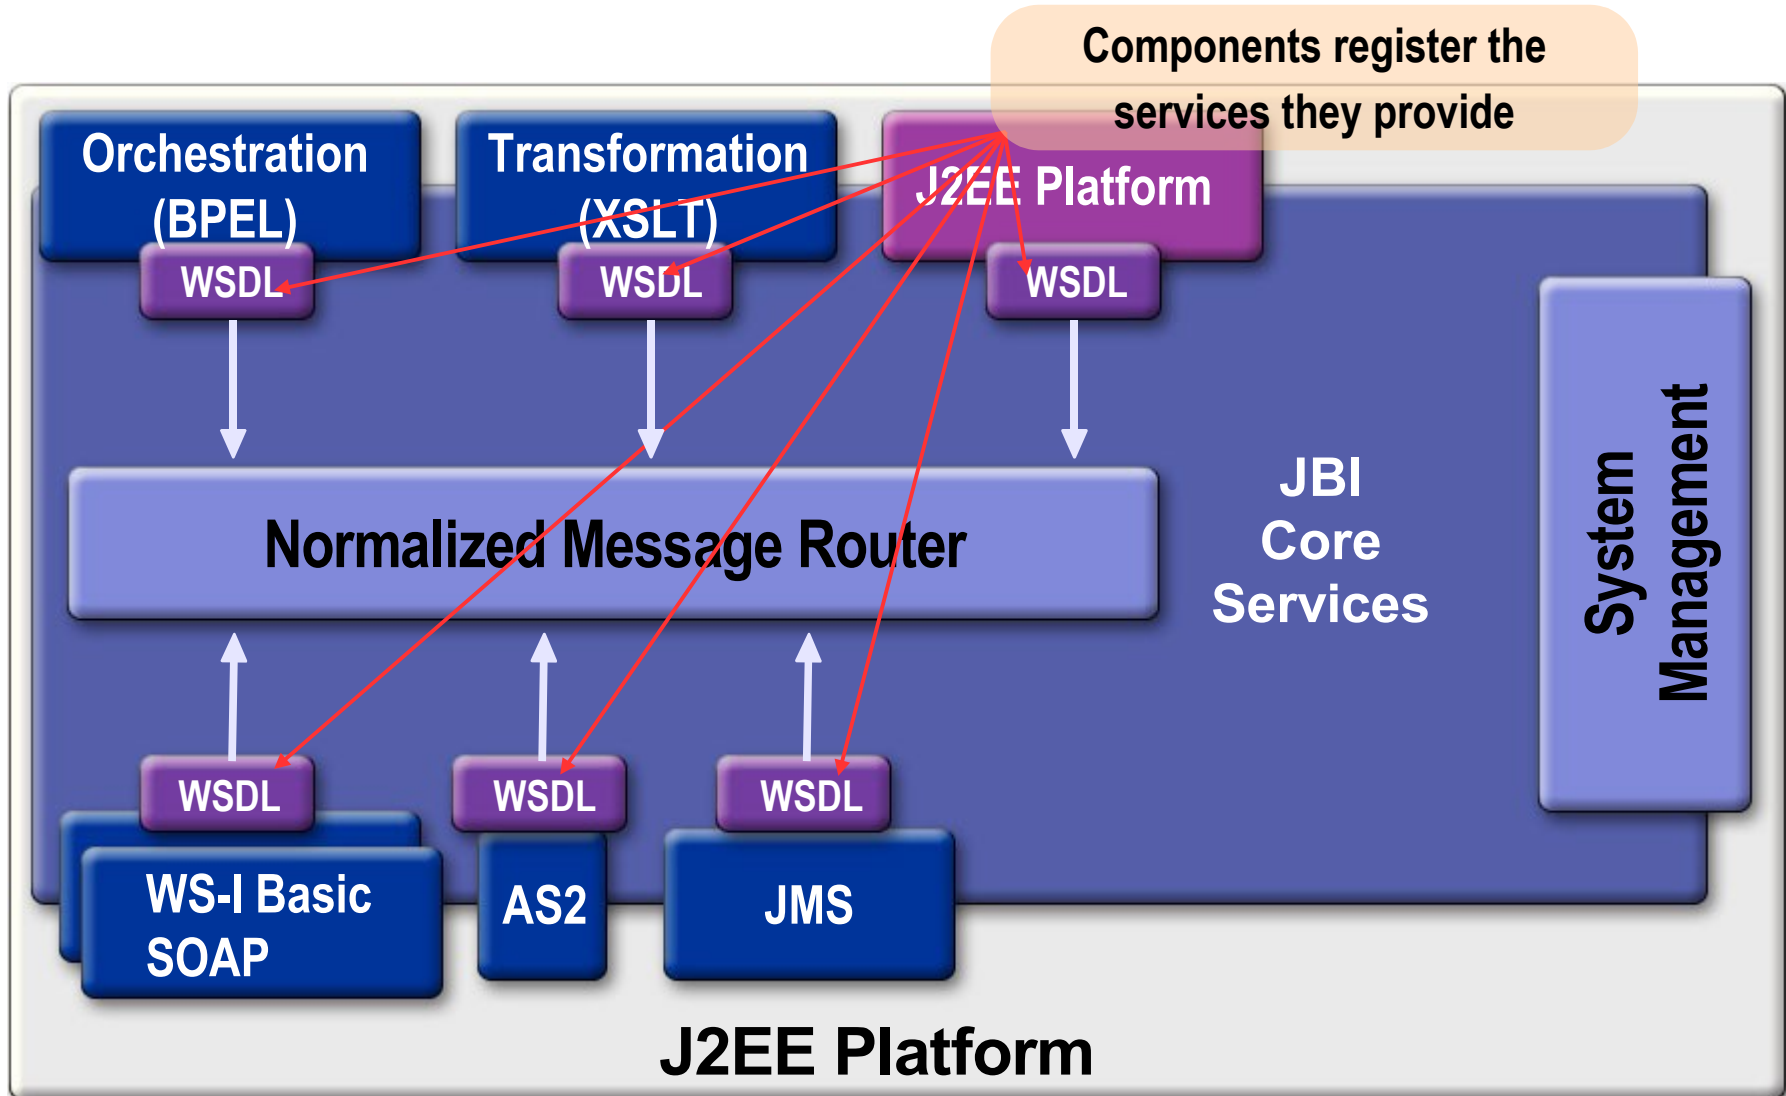 Components register the
services they provide
Orchestration
(BPEL)
Transformation
(XSLT)
J2EE Platform
WSDL
WSDL
WSDL
Normalized Message Router
JBI
Core
Services
System
Management
WSDL
WSDL
WSDL
WS-I Basic
SOAP
AS2
JMS
J2EE Platform